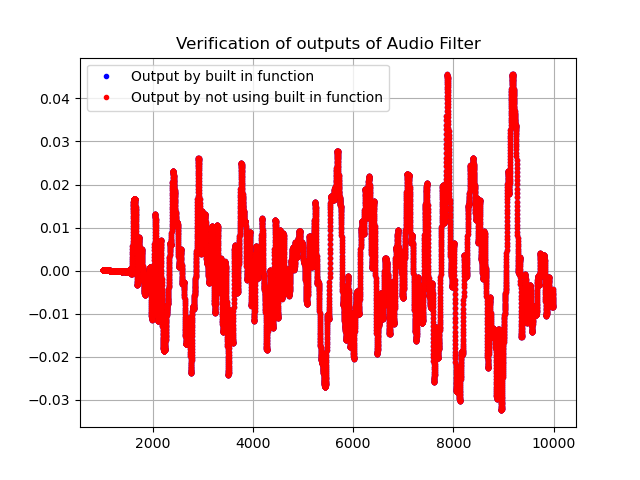 Verification of outputs of Audio Filter
Output by built in function
Output by not using built in function
0.04
0.03
0.02
0.01
0.00
−0.01
−0.02
−0.03
2000 4000 6000 8000 10000